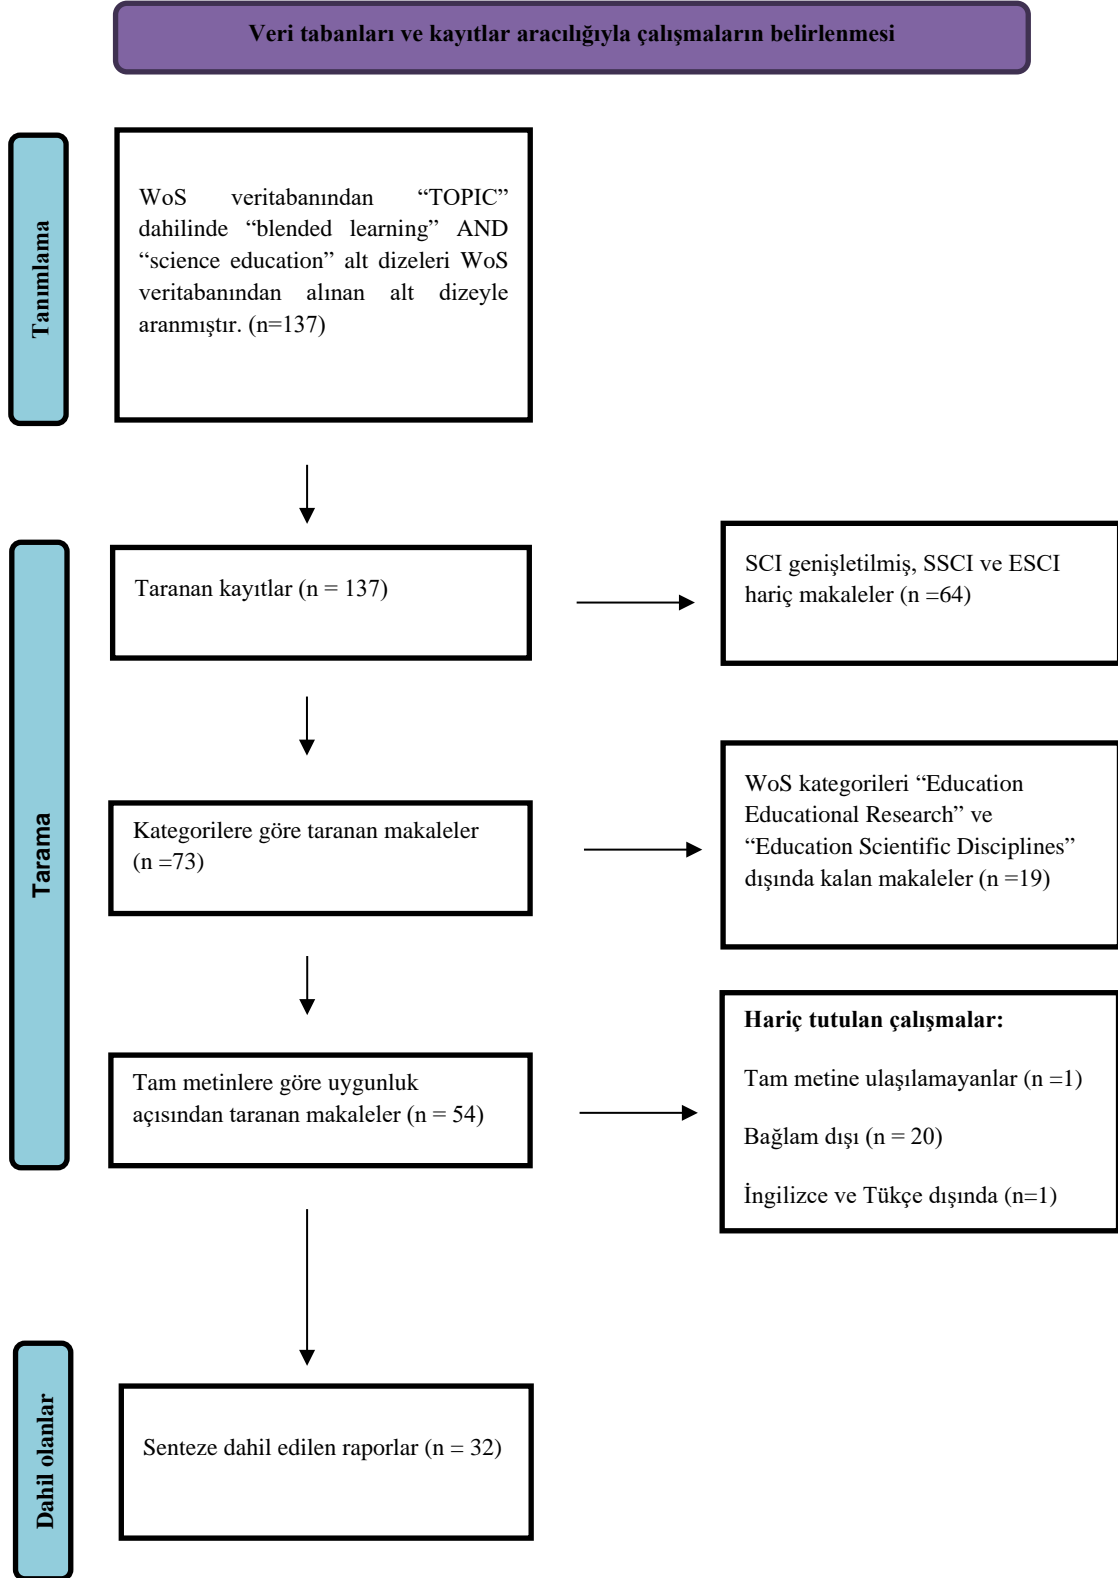 Veri tabanları ve kayıtlar aracılığıyla çalışmaların belirlenmesi
Tanımlama
WoS veritabanından “TOPIC”
dahilinde “blended learning” AND
“science education” alt dizeleri WoS
veritabanından alınan alt dizeyle
aranmıştır. (n=137)
Tarama
Taranan kayıtlar (n = 137)
SCI genişletilmiş, SSCI ve ESCI
hariç makaleler (n =64)
Kategorilere göre taranan makaleler
(n =73)
WoS kategorileri “Education
Educational Research” ve
“Education Scientific Disciplines”
dışında kalan makaleler (n =19)
Tam metinlere göre uygunluk
açısından taranan makaleler (n = 54)
Hariç tutulan çalışmalar:
Tam metine ulaşılamayanlar (n =1)
Bağlam dışı (n = 20)
İngilizce ve Tükçe dışında (n=1)
Dahil olanlar
Senteze dahil edilen raporlar (n = 32)